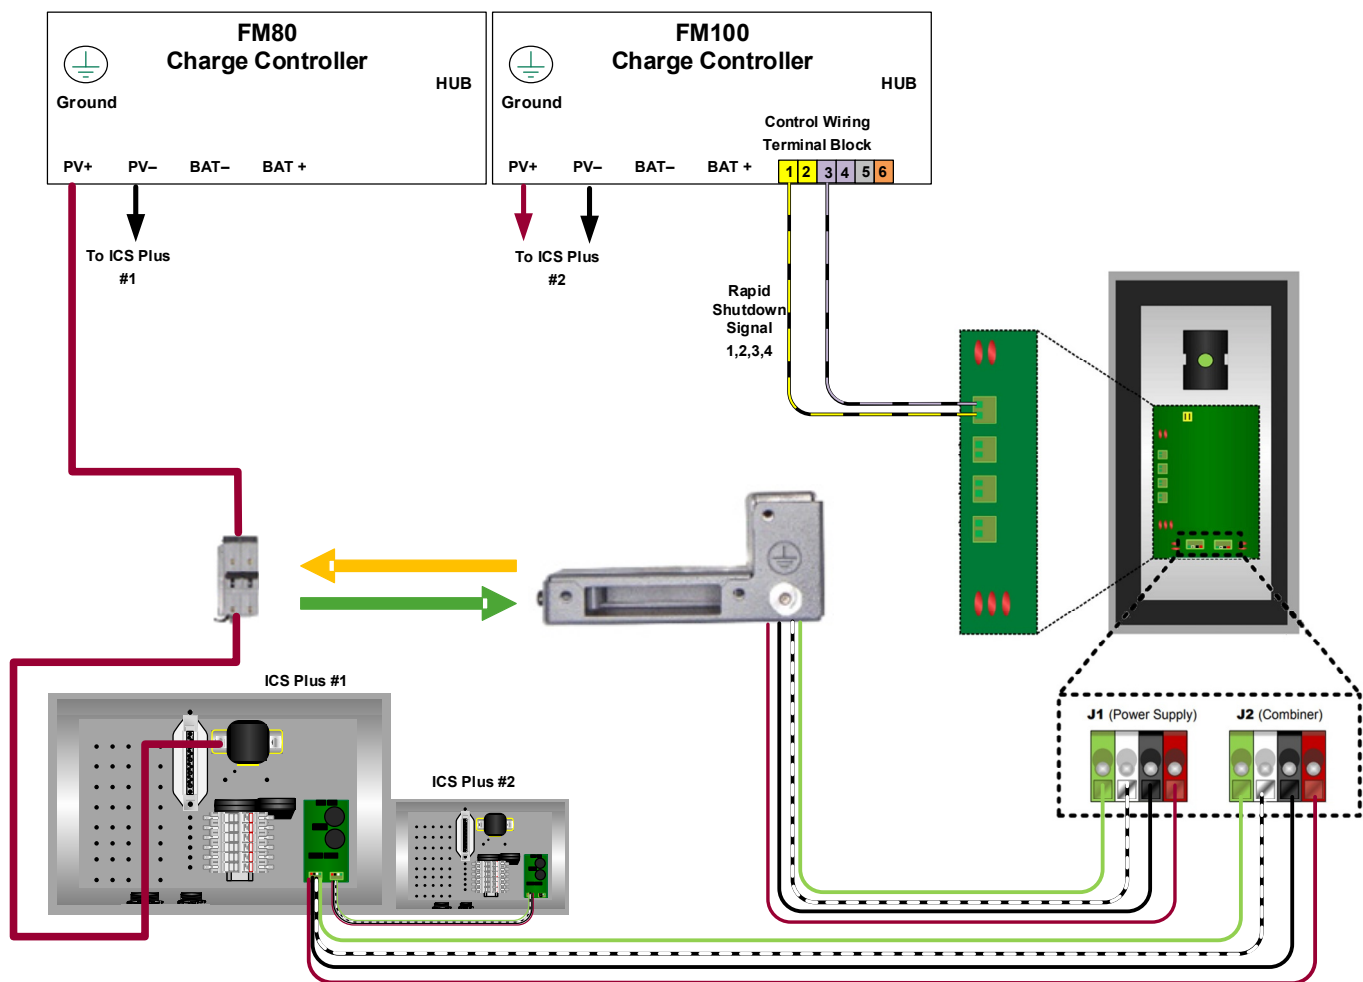 FM80
Charge Controller
HUB
Ground
PV+ PV– BAT– BAT +
FM100
Charge Controller
HUB
Ground
Control Wiring
Terminal Block
PV+ PV– BAT– BAT +
1 2 3 4 5 6
To ICS Plus
#1
To ICS Plus
#2
Rapid
Shutdown
Signal
1,2,3,4
ICS Plus #1
ICS Plus #2
J1 (Power Supply)
J2 (Combiner)